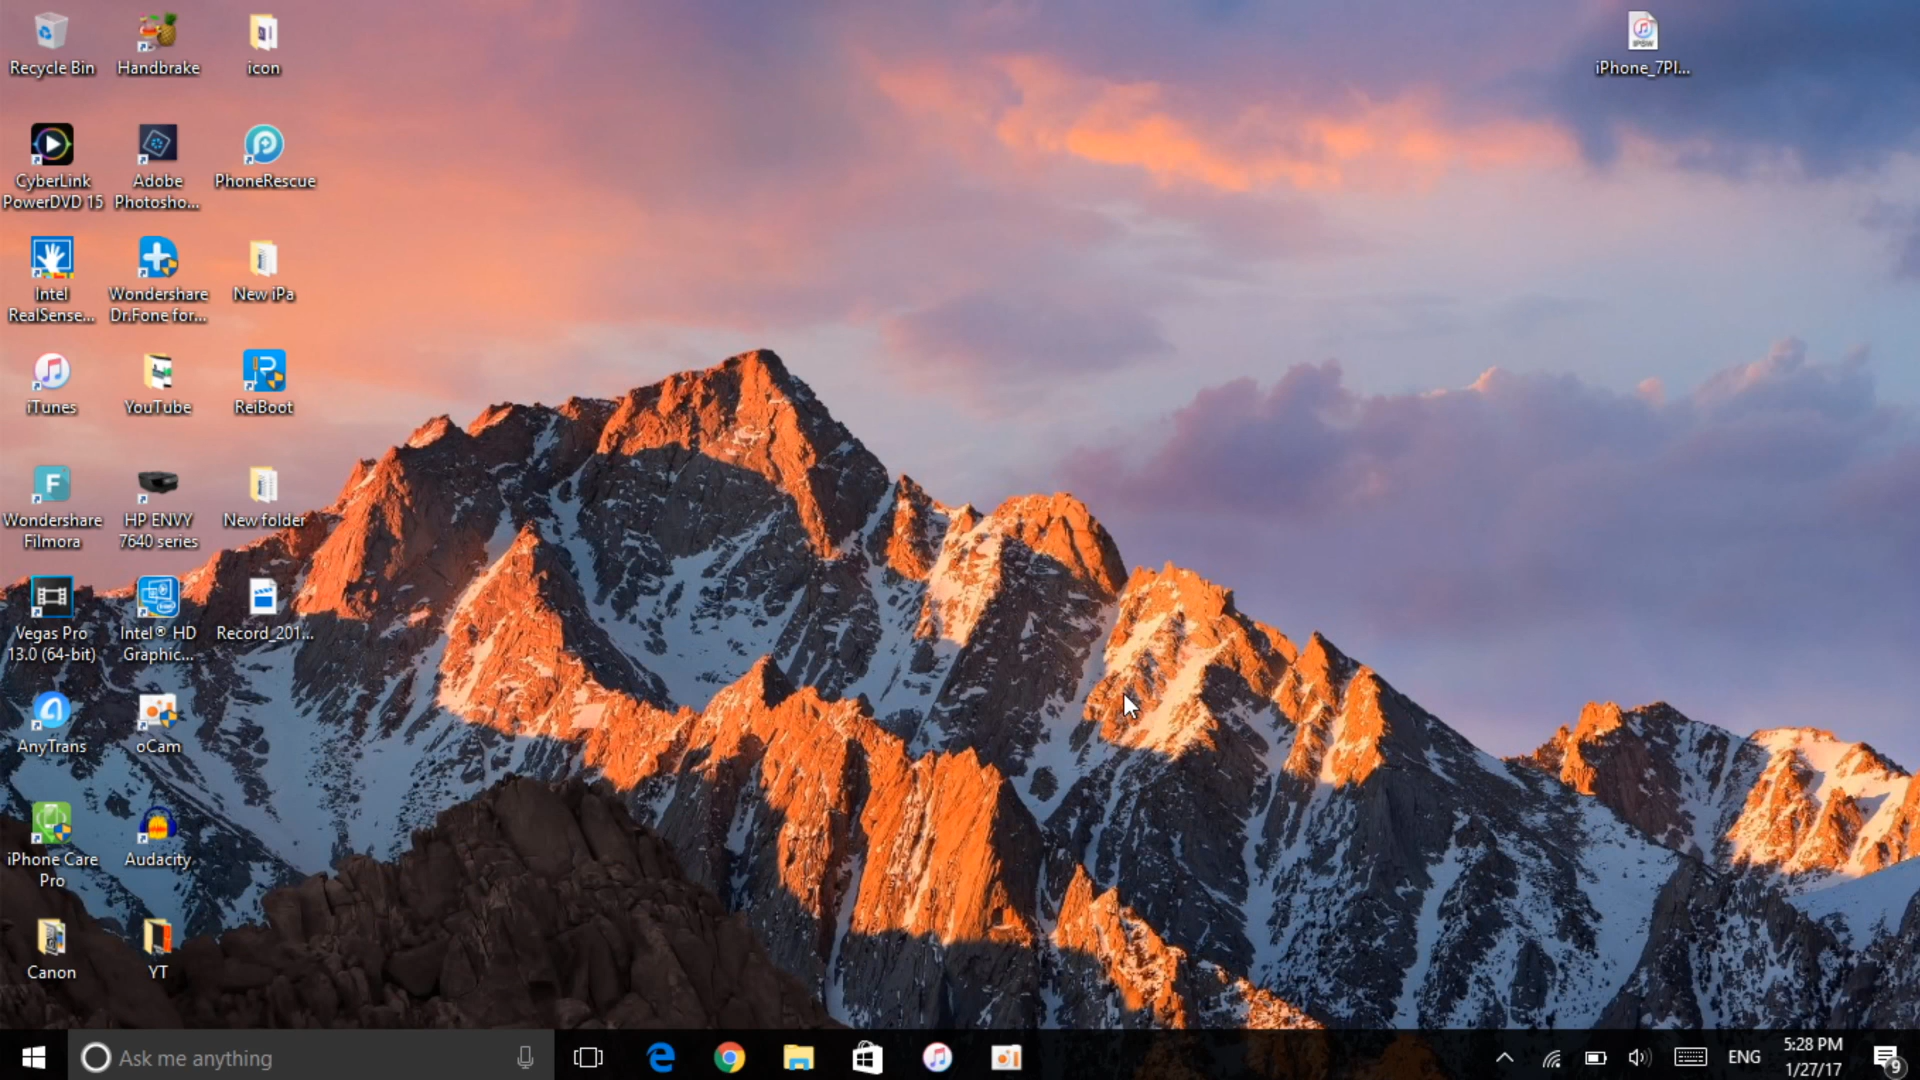 Recycle Bin
Handbrake
icon
iPhone_7Pl...
IPSW
CyberLink
PowerDVD 15
Adobe
Photosho...
PhoneRescue
Intel
RealSense...
Wondershare
Dr.Fone for...
New iPa
iTunes
YouTube
ReiBoot
Wondershare
Filmora
HP ENVY
7640 series
New folder
Vegas Pro
13.0 (64-bit)
Intel® HD
Graphic...
Record_201...
AnyTrans
oCam
iPhone Care
Pro
Audacity
Canon
YT
Ask me anything
ENG
5:28 PM
1/27/17
9